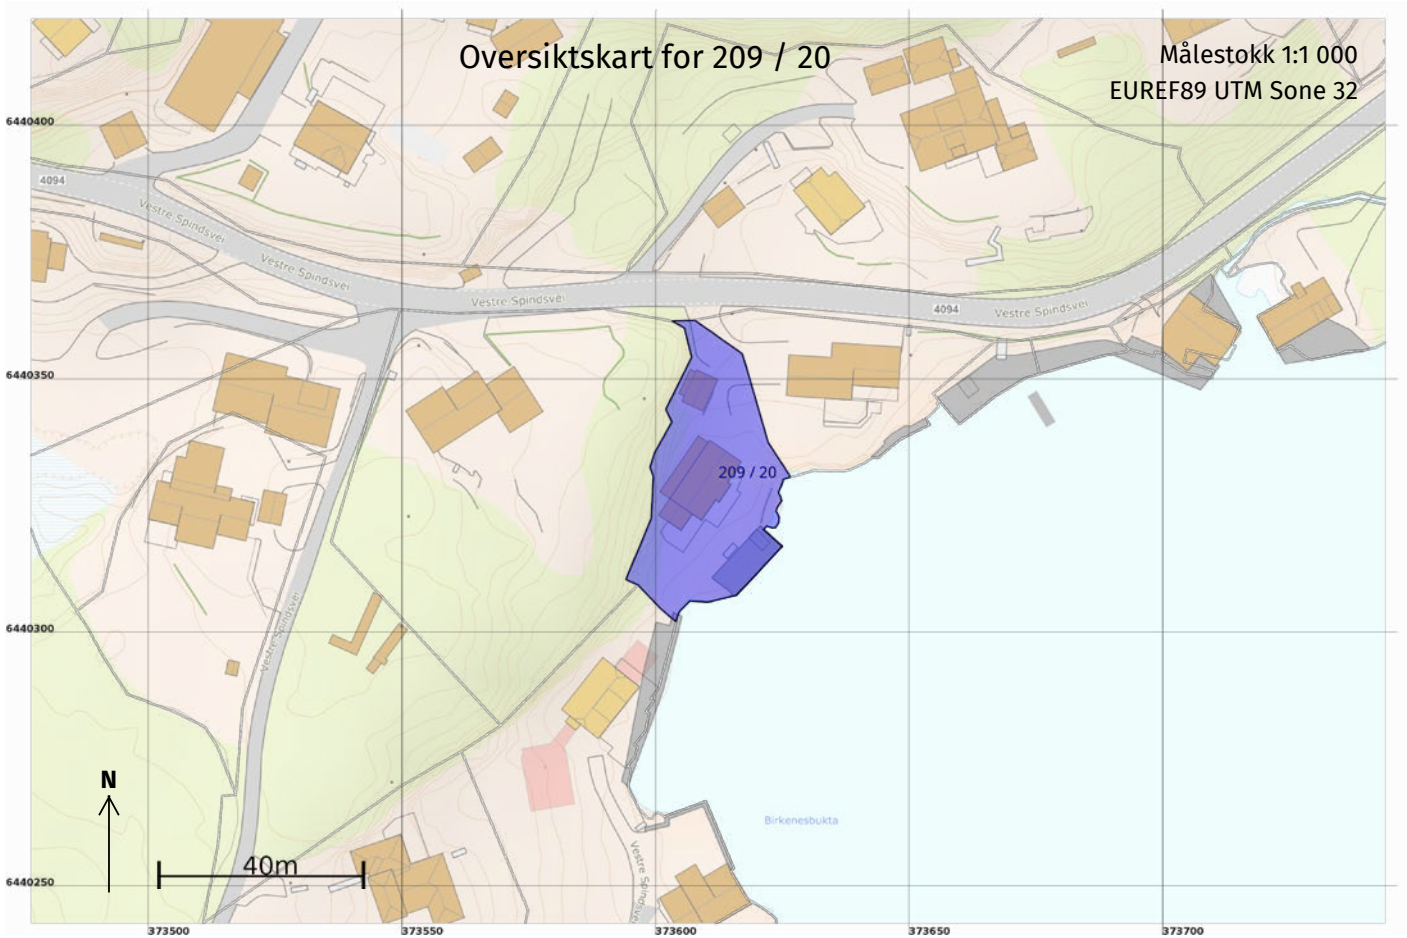 Oversiktskart for 209 / 20
Målestokk 1:1 000
EUREF89 UTM Sone 32
6440400
4094
Vestre Spindsvei
Vestre Spindsvei
Vestre Spindsvei
4094
Vestre Spindsvei
6440350
209 / 20
6440300
Vestre Spindsvei
N
40m
Birkenesbukta
Vestre Spindsvei
6440250
373500
373550
373600
373650
373700